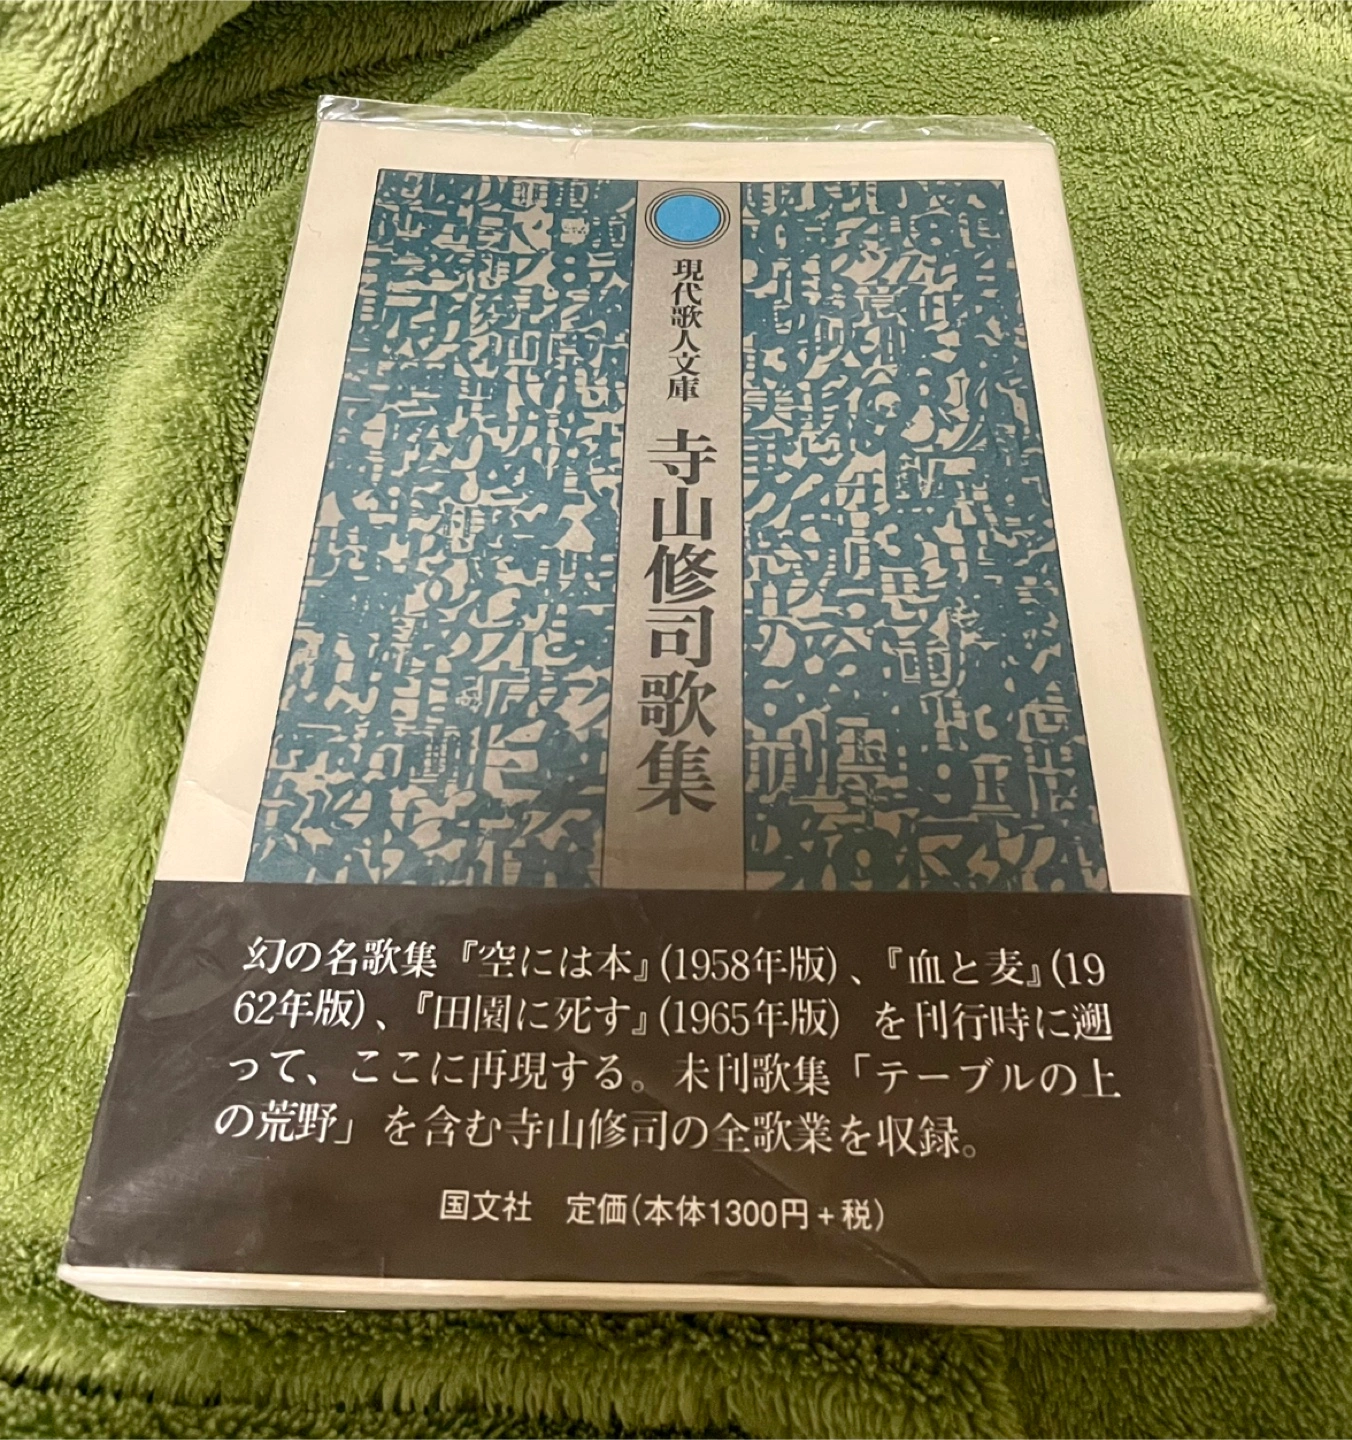 現代歌人文庫
寺山修司歌集
幻の名歌集『空には本』(1958年版)、『血と麦』(19
62年版)、『田園に死す』(1965年版) を刊行時に遡
って、ここに再現する。未刊歌集「テーブルの上
の荒野」を含む寺山修司の全歌業を収録。
国文社 定価(本体1300円+税)